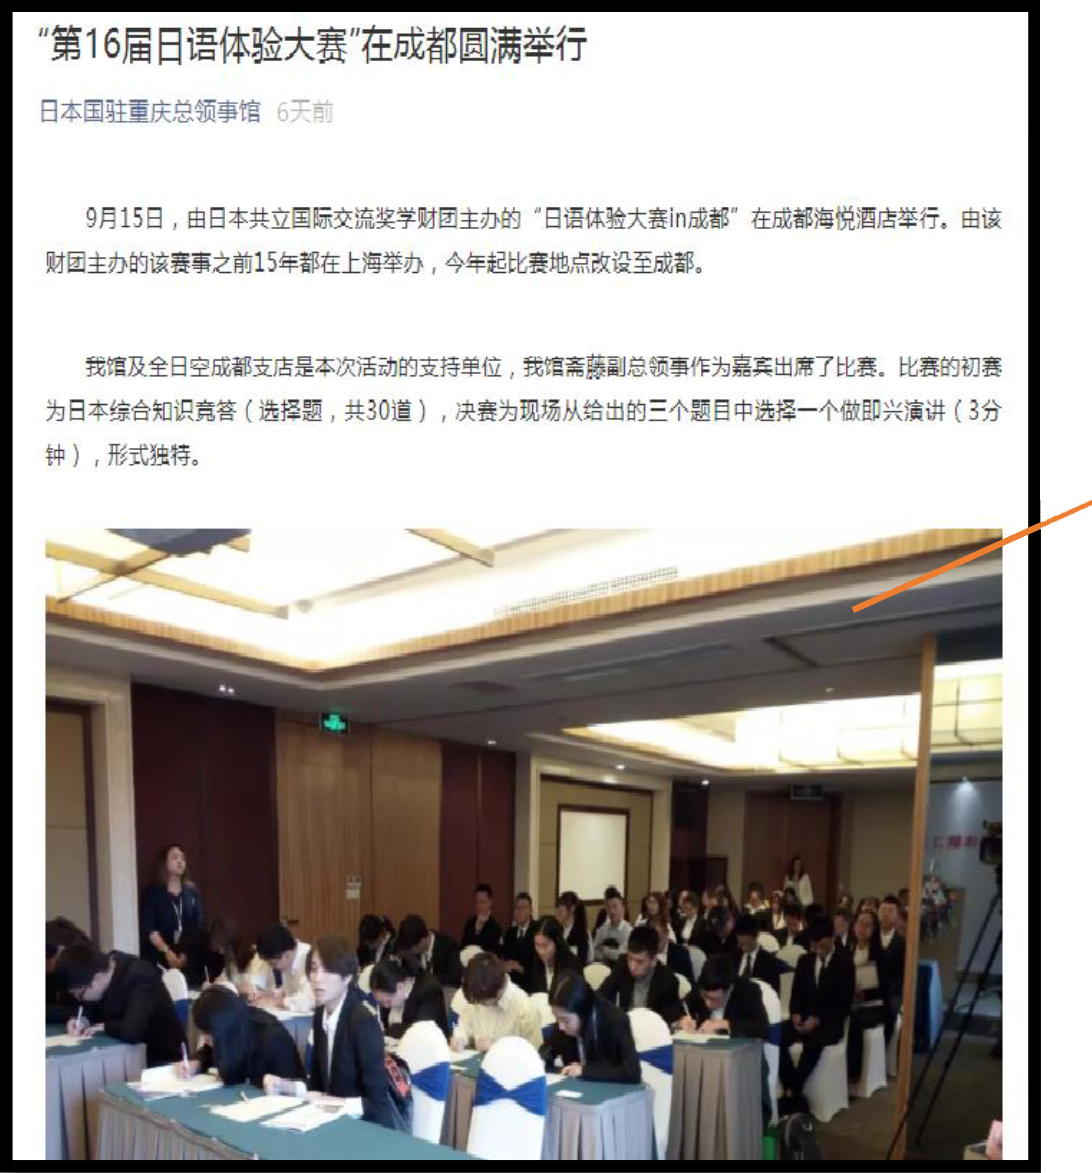 “第16届日语体验大赛”在成都圆满举行
日本国驻重庆总领事馆 6天前
9月15日，由日本共立国际交流奖学财团主办的“日语体验大赛in成都”在成都海悦酒店举行。由该
财团主办的该赛事之前15年都在上海举办，今年起比赛地点改设至成都。
我馆及全日空成都支店是本次活动的支持单位，我馆斋藤副总领事作为嘉宾出席了比赛。比赛的初赛
为日本综合知识竞答（选择题，共30道），决赛为现场从给出的三个题目中选择一个做即兴演讲（3分
钟），形式独特。